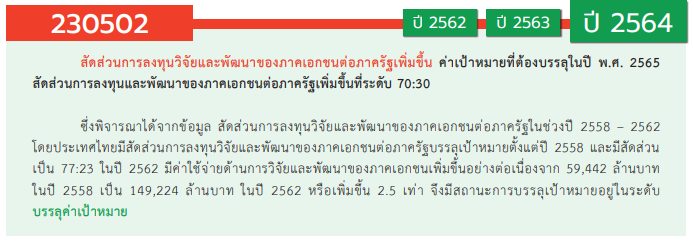 230502
ปี 2562
ปี 2563
ปี 2564
สัดส่วนการลงทุนวิจัยและพัฒนาของภาคเอกชนต่อภาครัฐเพิ่มขึ้น ค่าเป้าหมายที่ต้องบรรลุในปี พ.ศ. 2565
สัดส่วนการลงทุนและพัฒนาของภาคเอกชนต่อภาครัฐเพิ่มขึ้นที่ระดับ 70:30
ซึ่งพิจารณาได้จากข้อมูล สัดส่วนการลงทุนวิจัยและพัฒนาของภาคเอกชนต่อภาครัฐในช่วงปี 2558 – 2562
โดยประเทศไทยมีสัดส่วนการลงทุนวิจัยและพัฒนาของภาคเอกชนต่อภาครัฐบรรลุเป้าหมายตั้งแต่ปี 2558 และมีสัดส่วน
เป็น 77:23 ในปี 2562 มีค่าใช้จ่ายด้านการวิจัยและพัฒนาของภาคเอกชนเพิ่มขึ้นอย่างต่อเนื่องจาก 59,442 ล้านบาท
ในปี 2558 เป็น 149,224 ล้านบาท ในปี 2562 หรือเพิ่มขึ้น 2.5 เท่า จึงมีสถานะการบรรลุเป้าหมายอยู่ในระดับ
บรรลุค่าเป้าหมาย